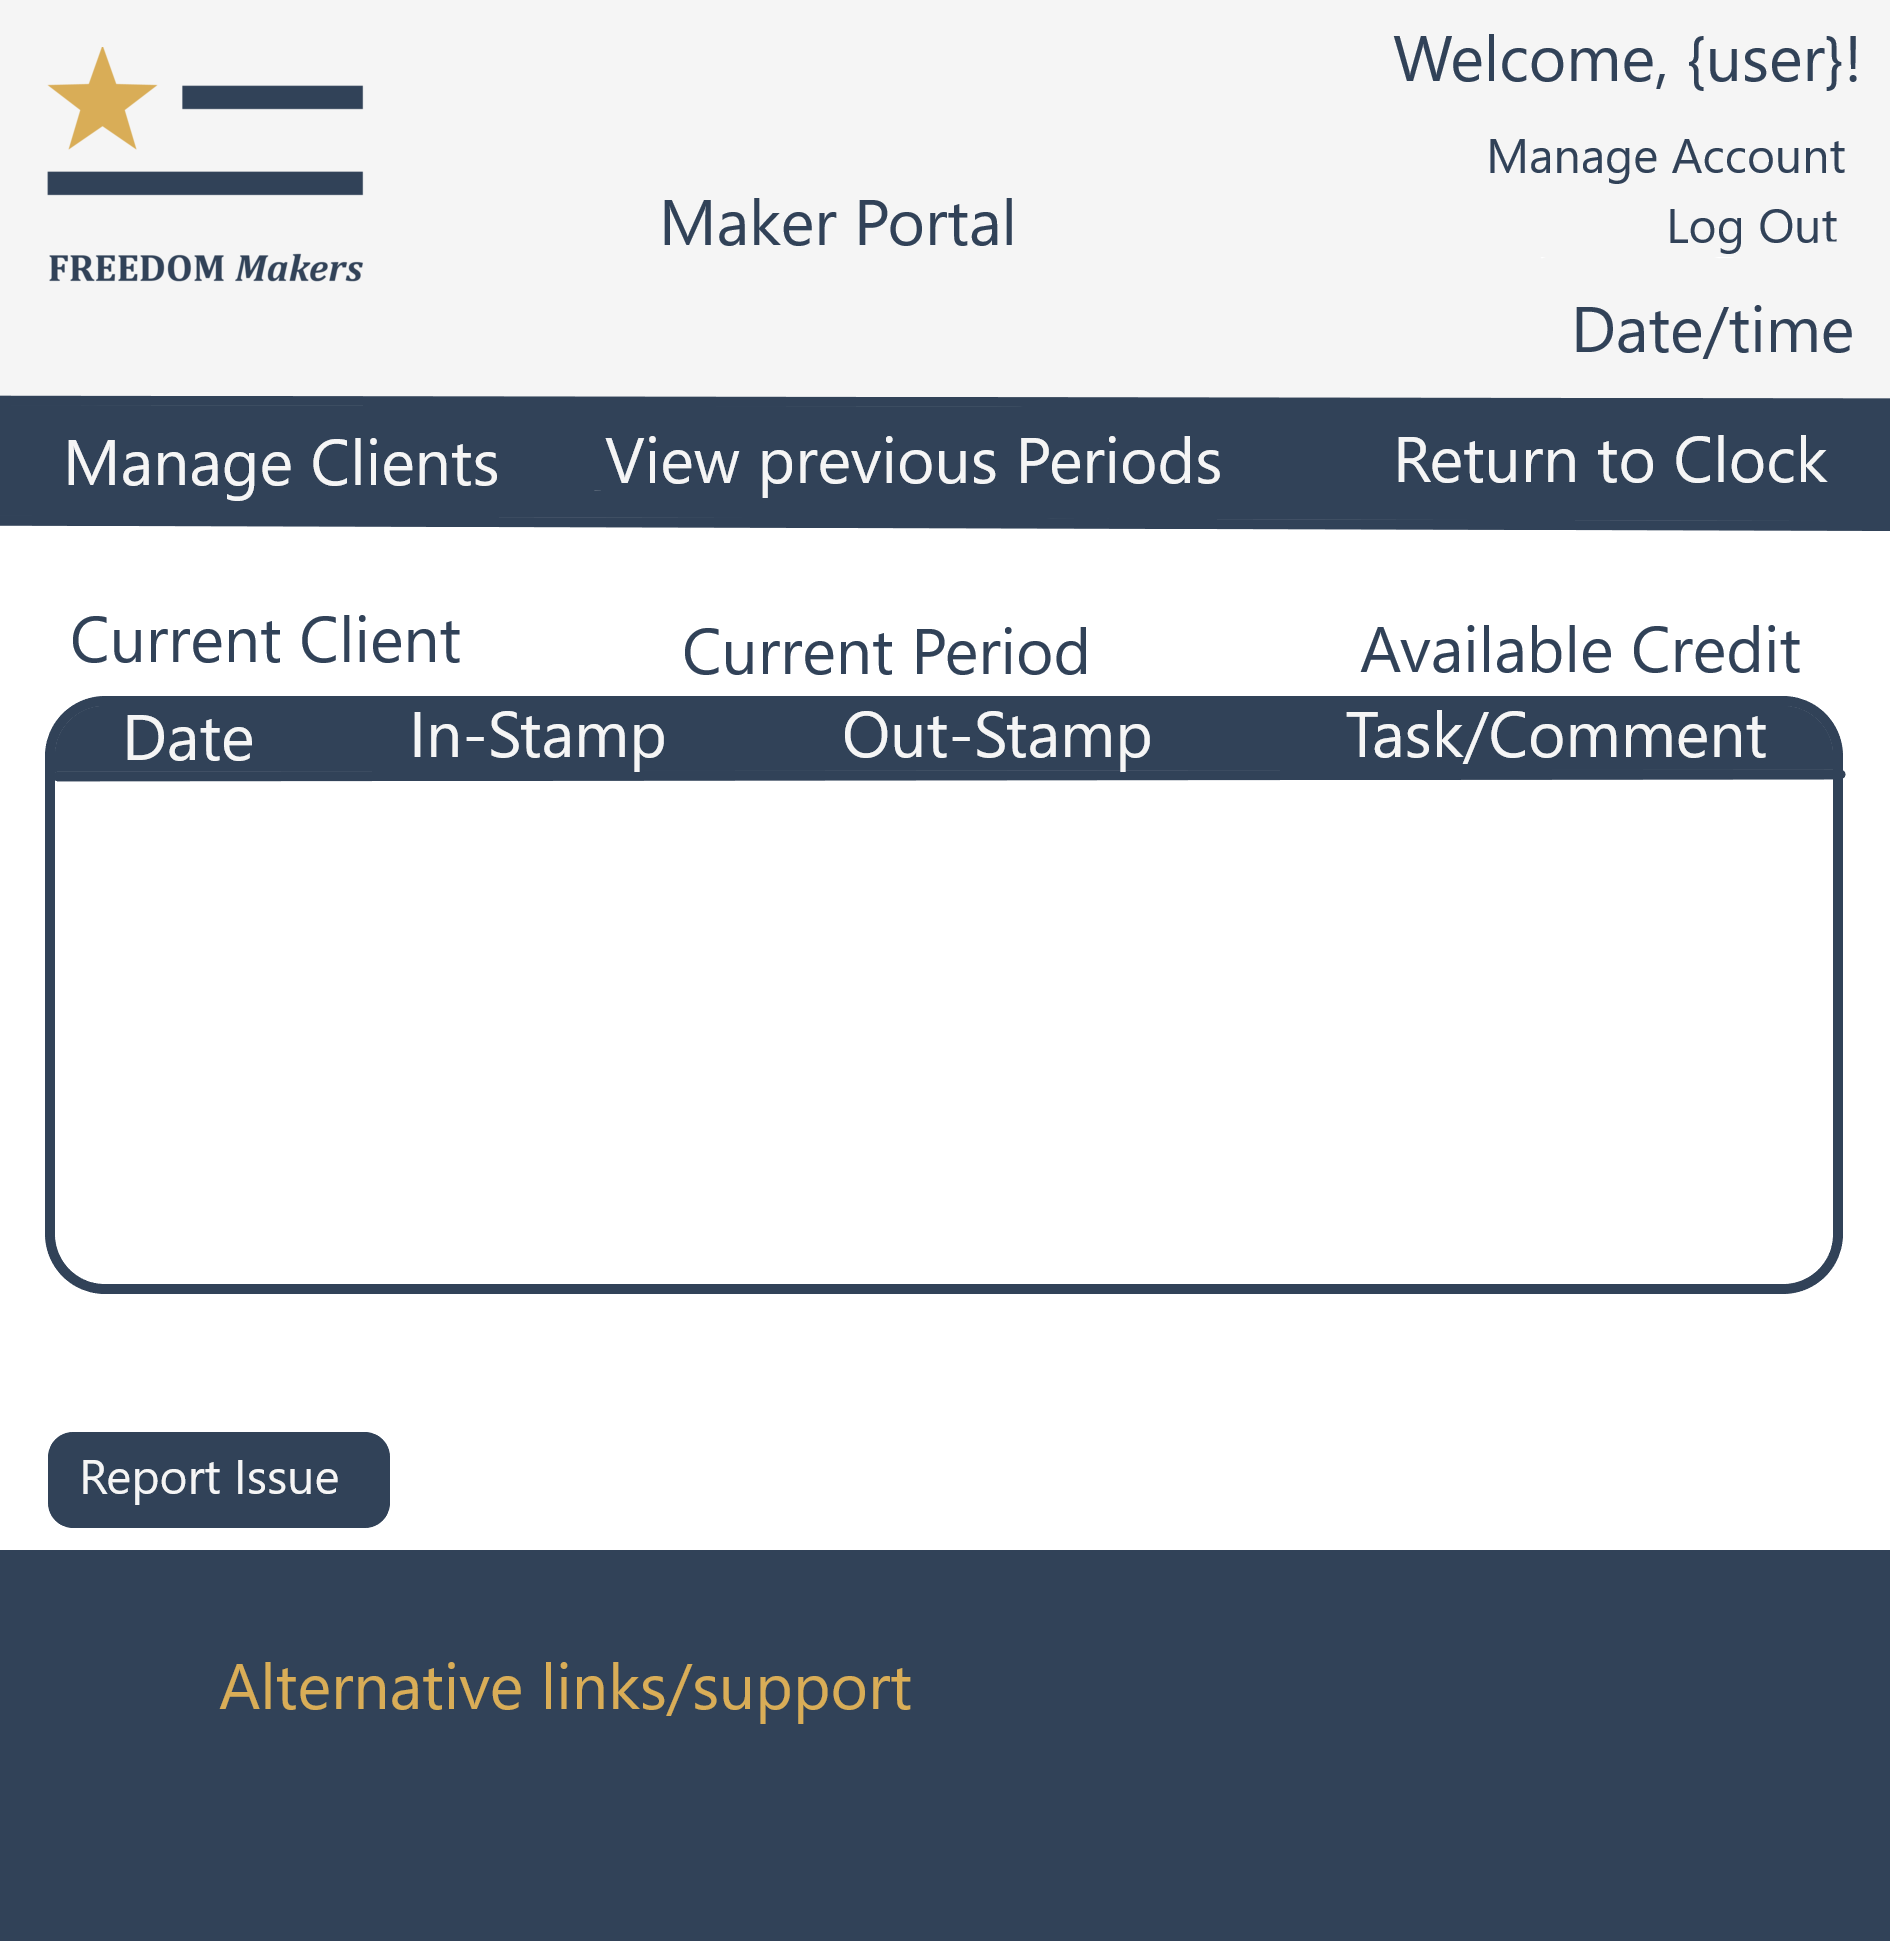 Welcome, {user}!
Manage Account
Log Out
Maker Portal
FREEDOM Makers
Date/time
Manage Clients
View previous Periods
Return to Clock
Current Client
Current Period
Available Credit
Date
In-Stamp
Out-Stamp
Task/Comment
Report Issue
Alternative links/support